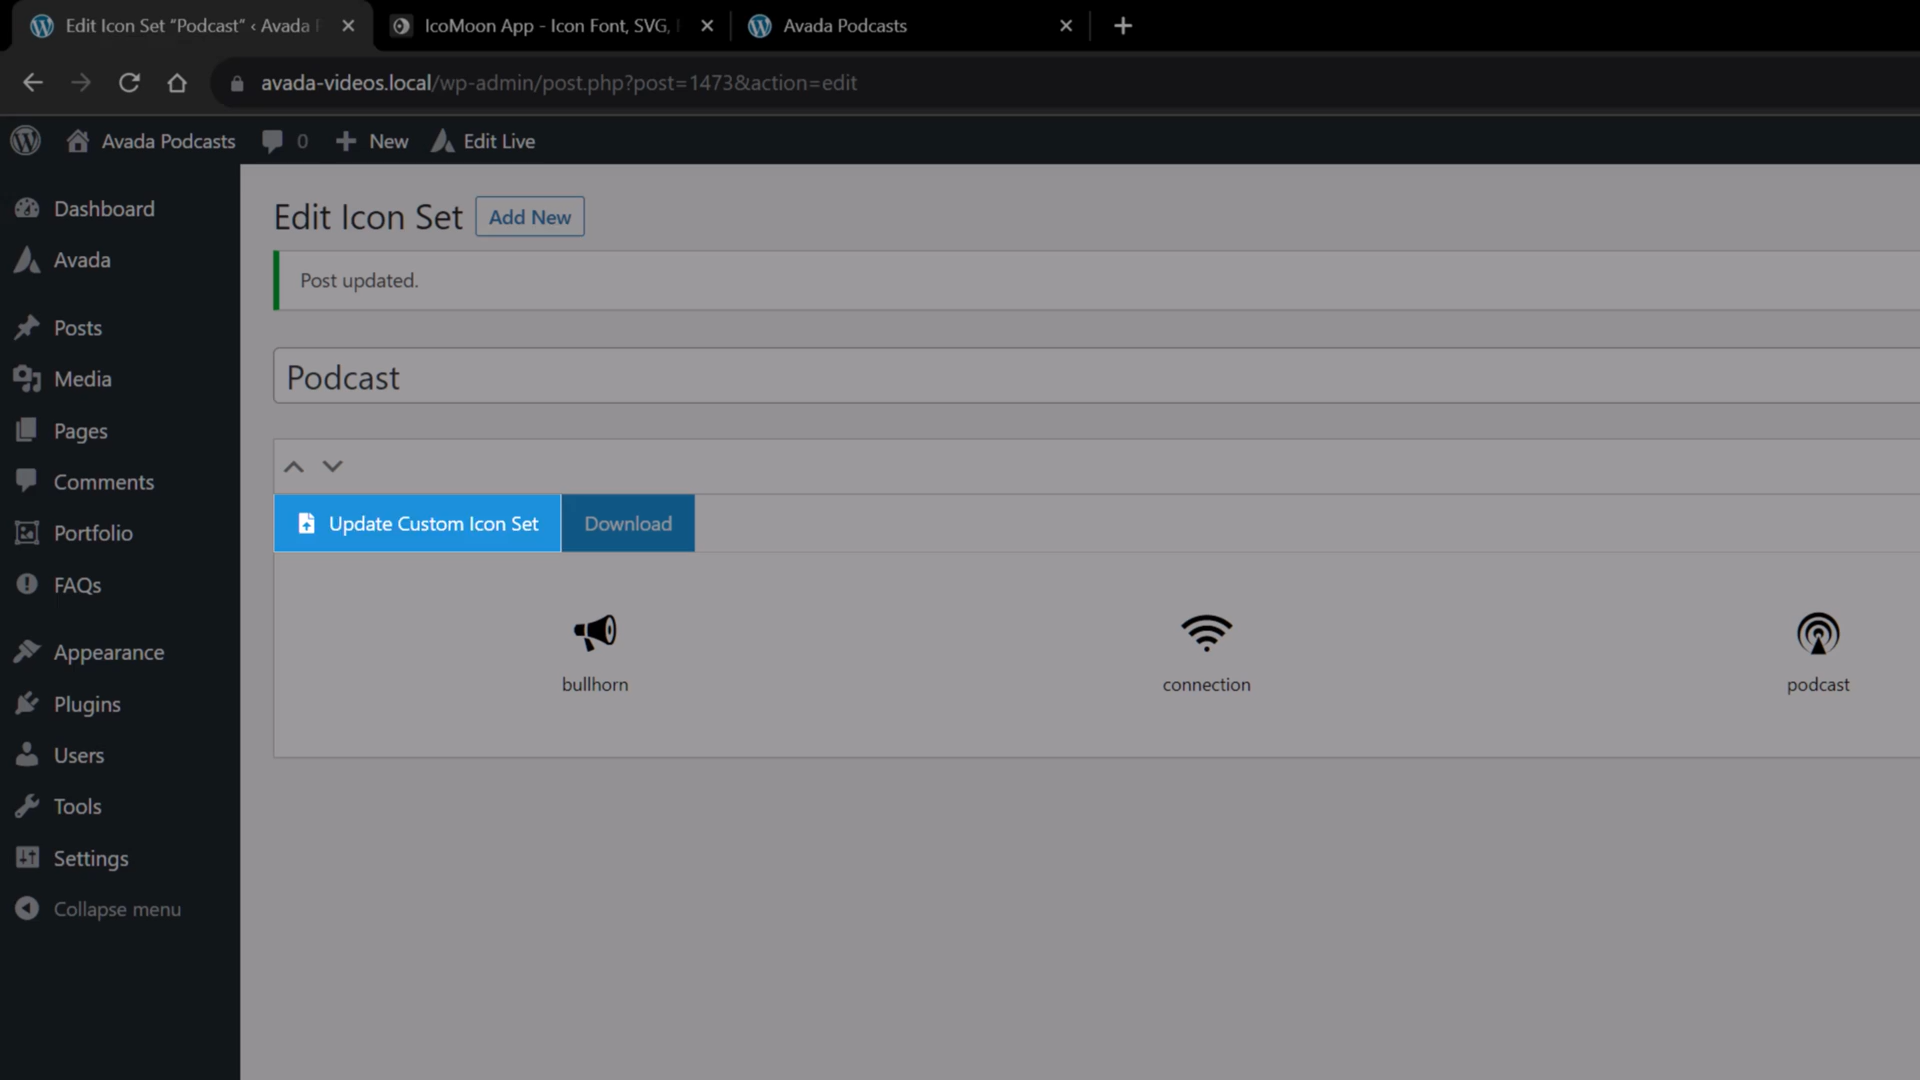 Edit Icon Set “Podcast” ‹ Avada
IcoMoon App - Icon Font, SVG,
Avada Podcasts
avada-videos.local/wp-admin/post.php?post=1473&action=edit
Avada Podcasts
0
New
Edit Live
Dashboard
Avada
Posts
Media
Pages
Comments
Portfolio
FAQs
Appearance
Plugins
Users
Tools
Settings
Collapse menu
Edit Icon Set
Add New
Post updated.
Podcast
Update Custom Icon Set
Download
bullhorn
connection
podcast